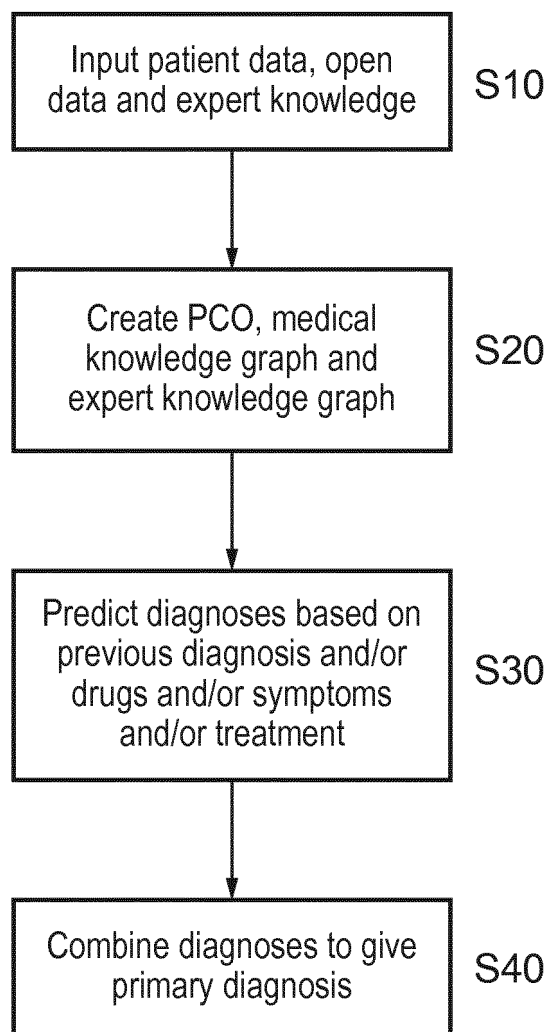 Input patient data, open
data and expert knowledge
S10
Create PCO, medical
knowledge graph and
expert knowledge graph
S20
Predict diagnoses based on
previous diagnosis and/or
drugs and/or symptoms
and/or treatment
S30
Combine diagnoses to give
primary diagnosis
S40